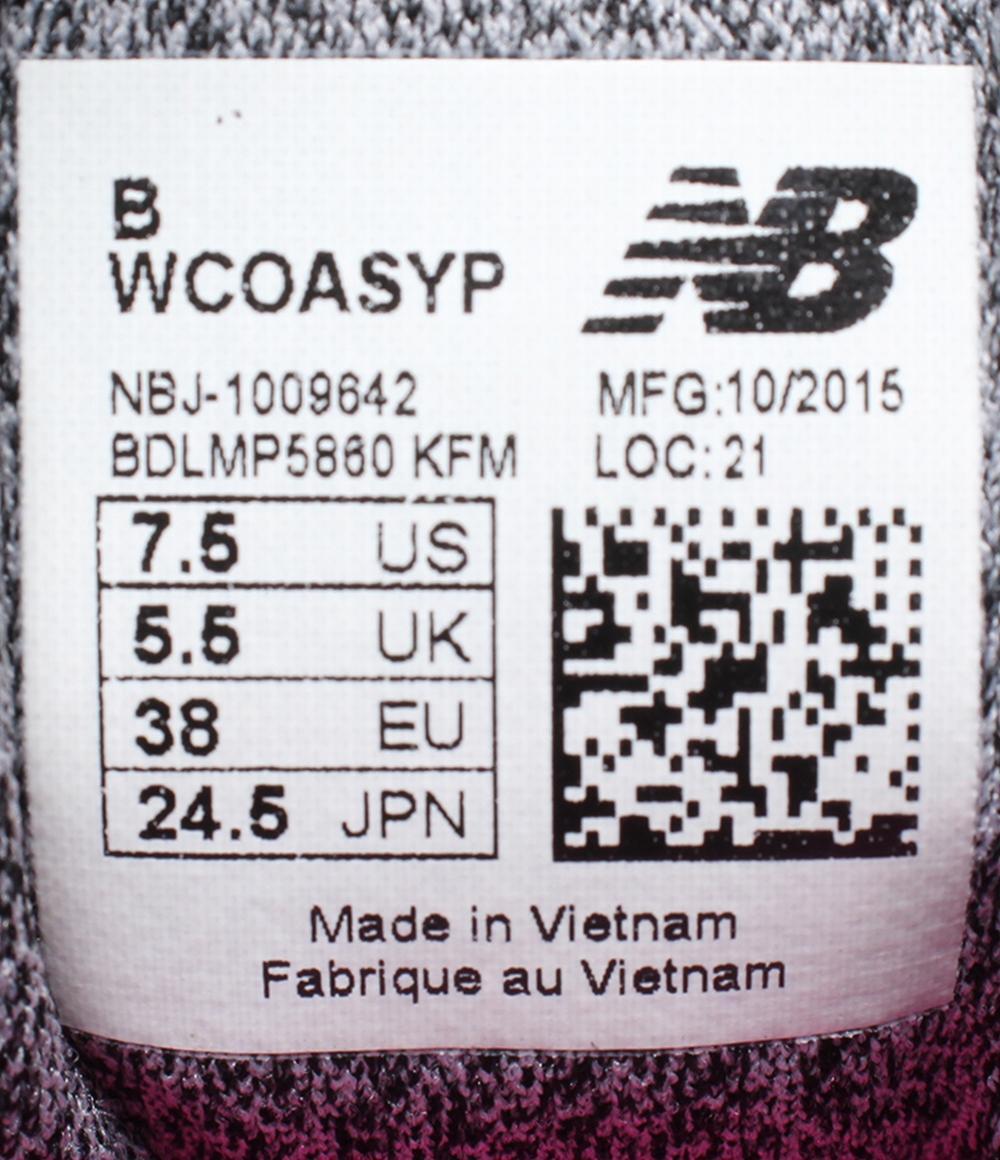 B
WCOASYP
NB
NBJ-1009642
MFG:10/2015
BDLMP5860 KFM
LOC: 21
7.5 US
5.5 UK
38 EU
24.5 JPN
Made in Vietnam
Fabrique au Vietnam